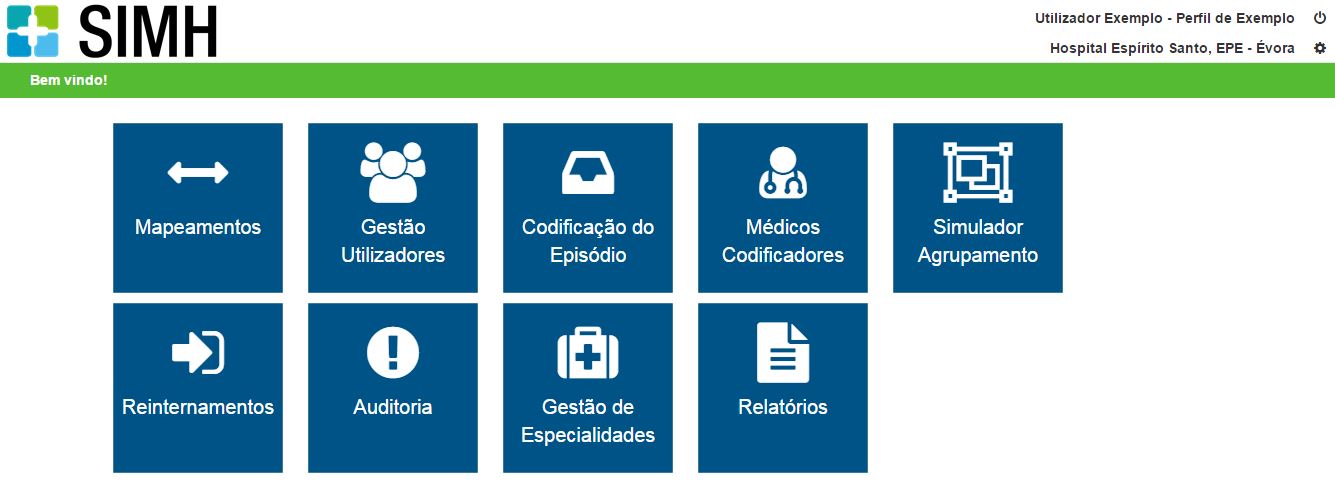 SIMH
Utilizador Exemplo - Perfil de Exemplo
Hospital Espírito Santo, EPE - Évora
Bem vindo!
Mapeamentos
Gestão
Utilizadores
Codificação do
Episódio
Médicos
Codificadores
Simulador
Agrupamento
Reinternamentos
Auditoria
Gestão de
Especialidades
Relatórios